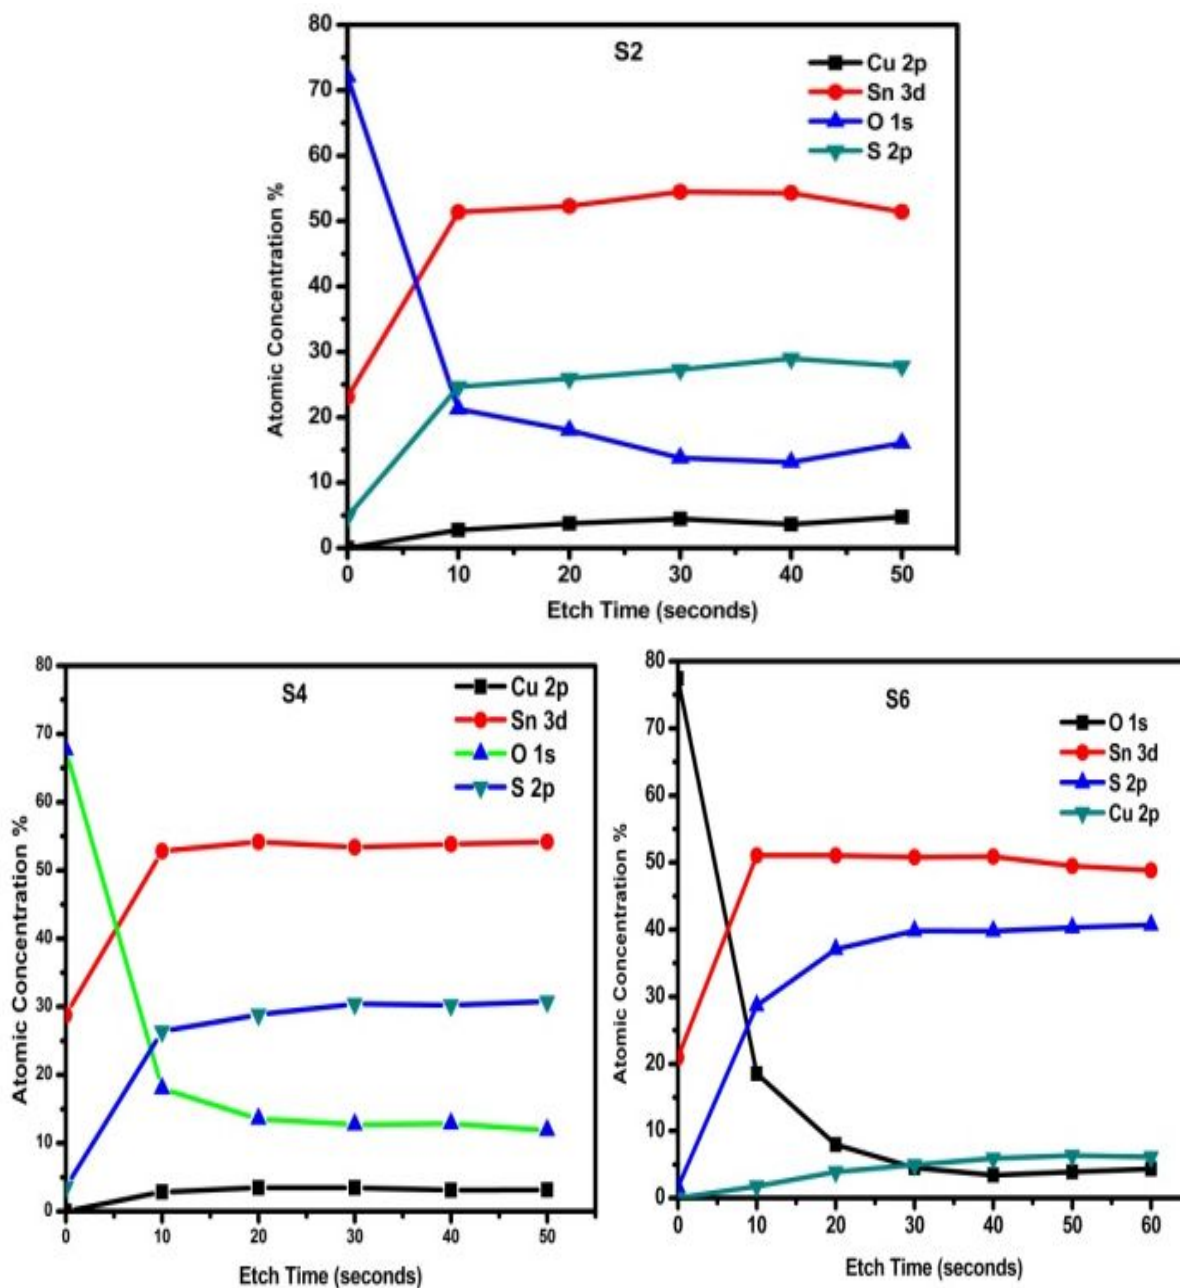 S2
Cu 2p
Sn 3d
O 1s
S 2p
Atomic Concentration %
80
70
60
50
40
30
20
10
0
0 10 20 30 40 50
Etch Time (seconds)
S4
Cu 2p
Sn 3d
O 1s
S 2p
Atomic Concentration %
80
70
60
50
40
30
20
10
0
0 10 20 30 40 50
Etch Time (seconds)
S6
O 1s
Sn 3d
S 2p
Cu 2p
Atomic Concentration %
80
70
60
50
40
30
20
10
0
0 10 20 30 40 50 60
Etch Time (seconds)